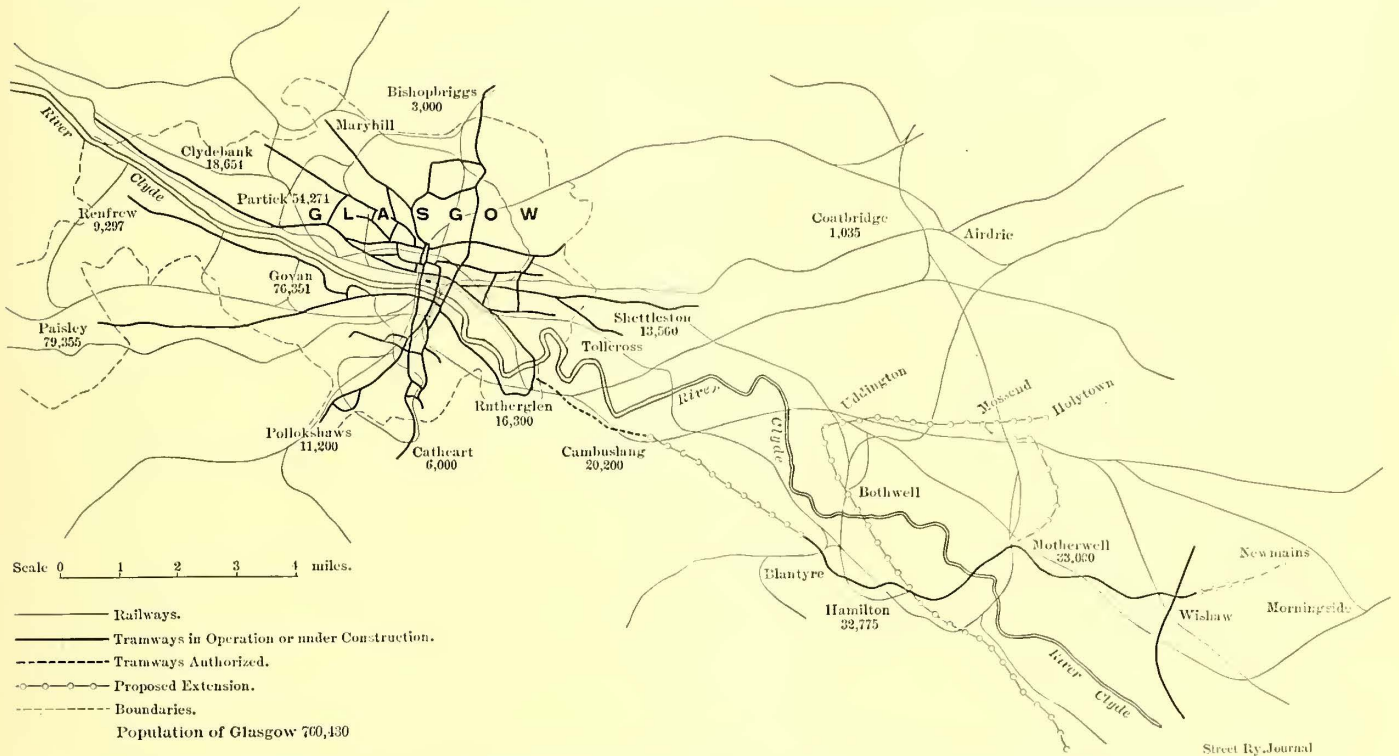 Bishopbriggs
3,000
Maryhill
River
Clydebank
18,654
Clyde
Partick 54,271
GLASGOW
Renfrew
9,297
Coatbridge
1,035
Airdrie
Govan
76,351
Paisley
79,355
Shettleston
13,560
Tollcross
River
Clyde
Uddington
Mossend
Holytown
Rutherglen
16,300
Pollokshaws
11,200
Cathcart
6,000
Cambuslang
20,200
Bothwell
Motherwell
33,000
Newmains
Blantyre
Hamilton
32,775
Wishaw
Morningside
River
Clyde
Scale 0 1 2 3 4 miles.
Railways.
Tramways in Operation or under Construction.
Tramways Authorized.
Proposed Extension.
Boundaries.
Population of Glasgow 760,430
Street Ry.Journal